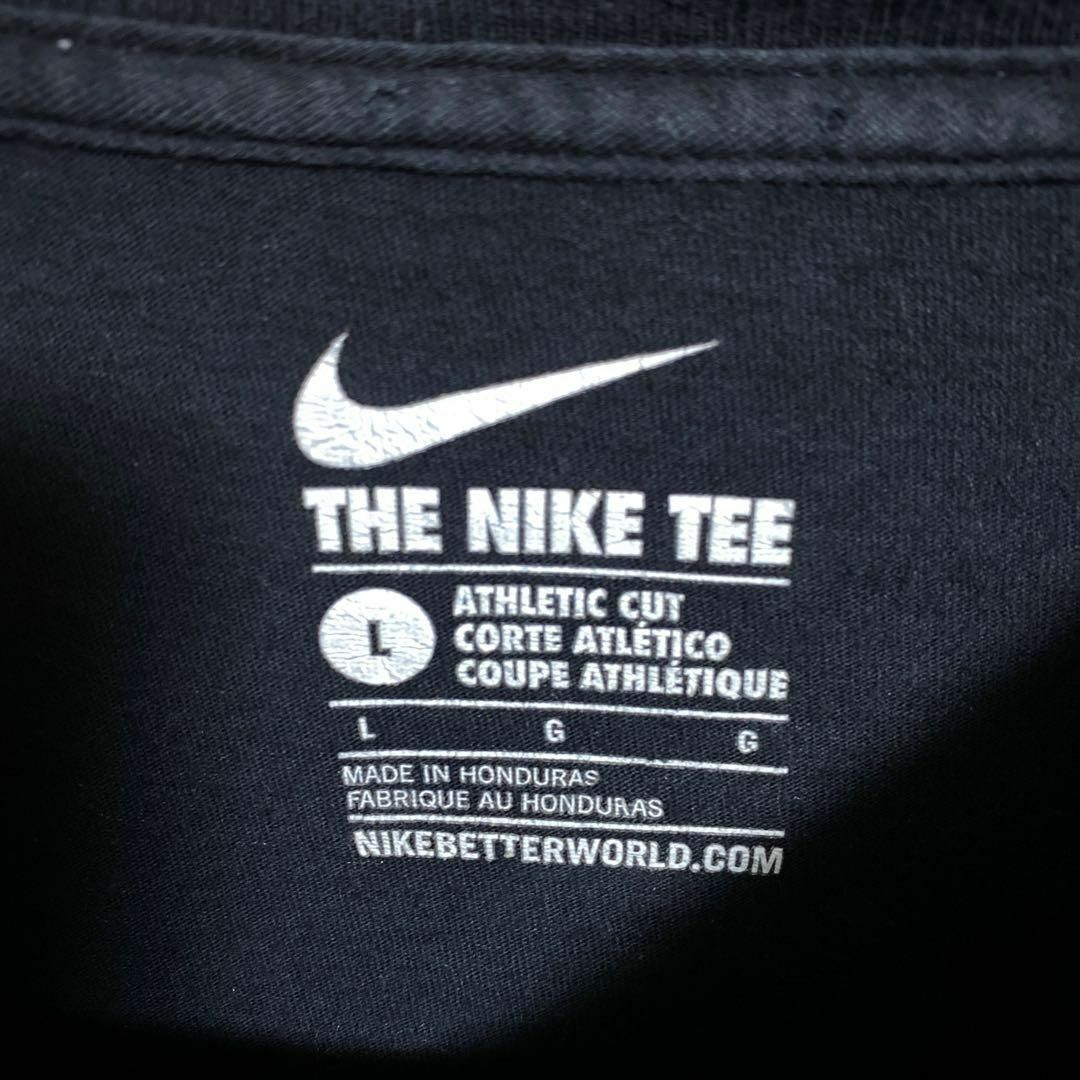 THE NIKE TEE
L
ATHLETIC CUT
CORTE ATLÉTICO
COUPE ATHLÉTIQUE
L G G
MADE IN HONDURAS
FABRIQUE AU HONDURAS
NIKEBETTERWORLD.COM